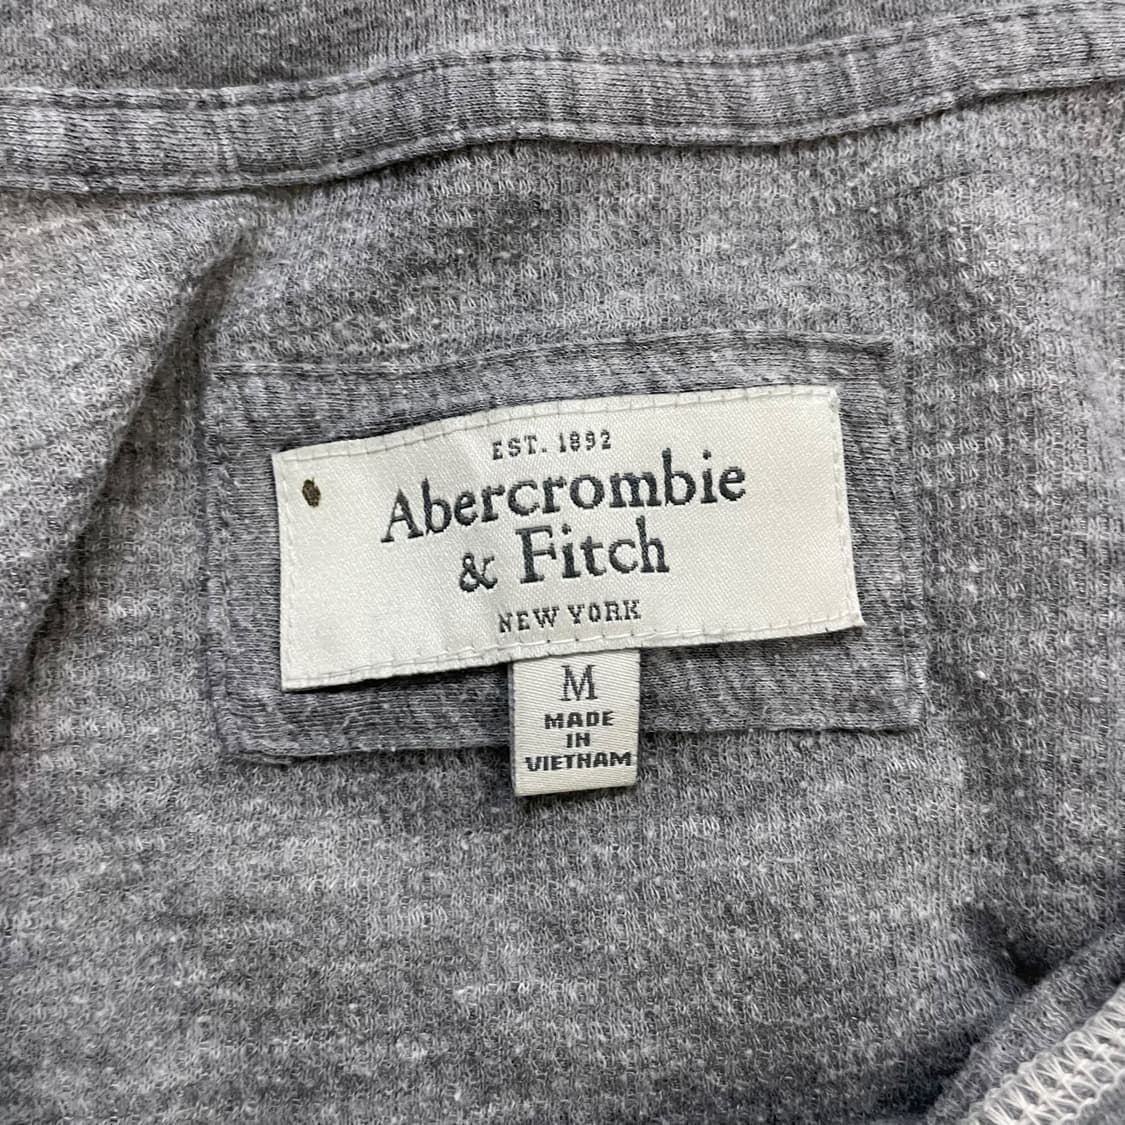 EST. 1892
Abercrombie
& Fitch
NEW YORK
M
MADE
IN
VIETNAM